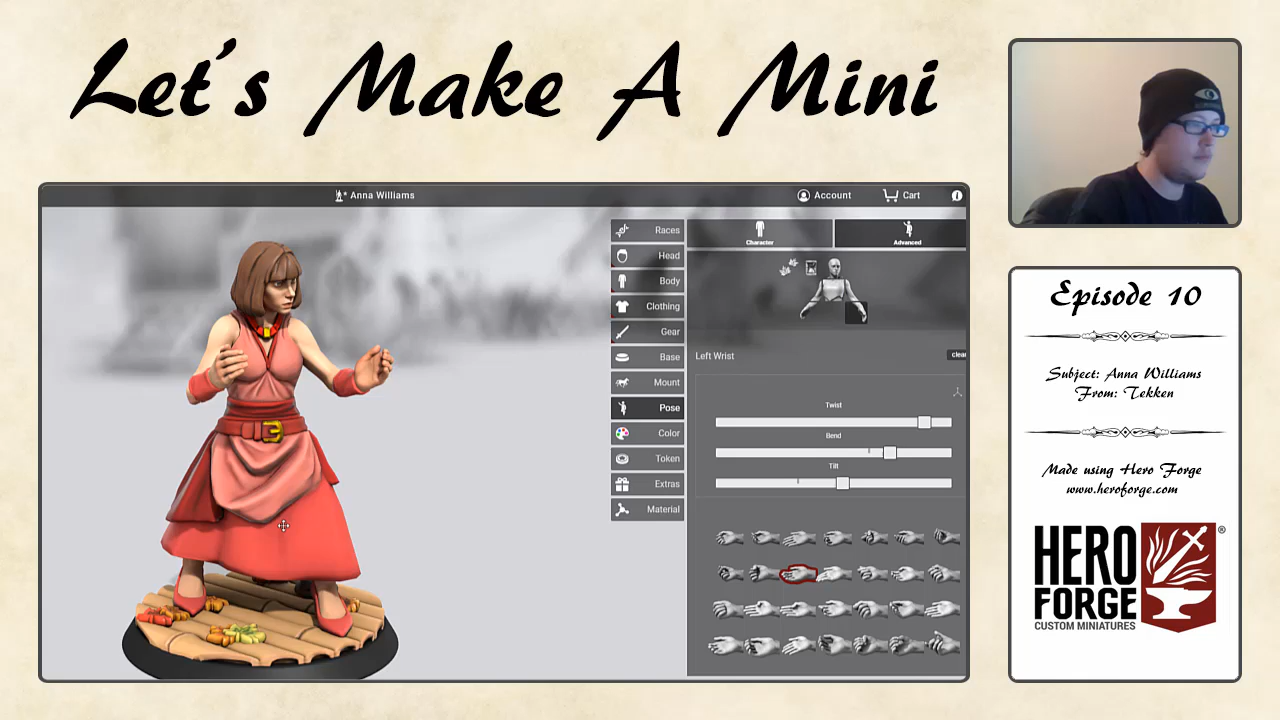 Let's Make A Mini
* Anna Williams
Account
Cart
Races
Head
Body
Clothing
Gear
Base
Mount
Pose
Color
Token
Extras
Material
Character
Advanced
Left Wrist
clear
Twist
Bend
Tilt
Episode 10
Subject: Anna Williams
From: Tekken
Made using Hero Forge
www.heroforge.com
HERO
FORGE®
CUSTOM MINIATURES